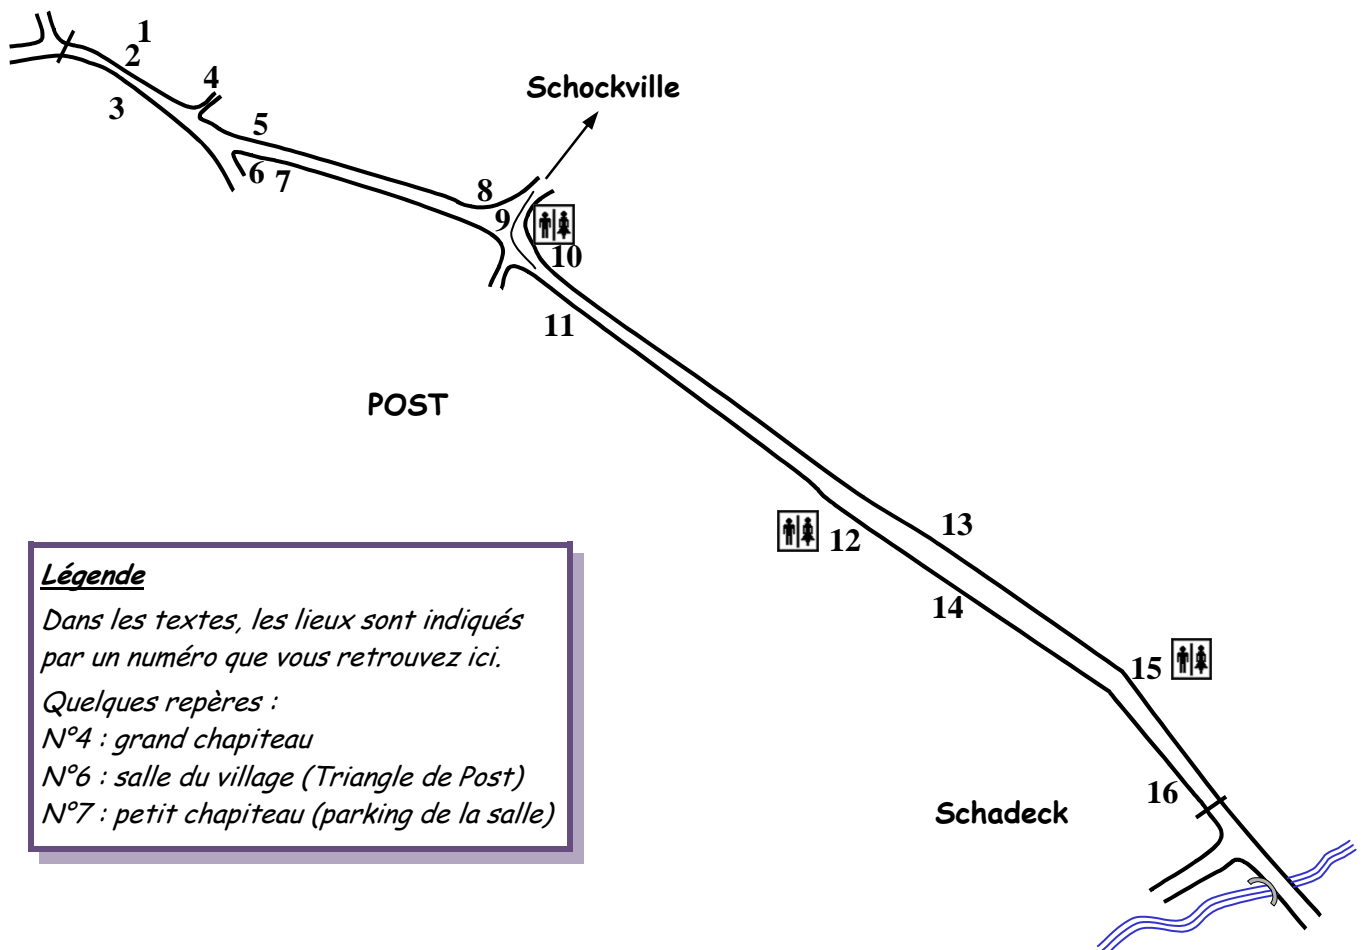 1
2
3
4
5
6
7
Schockville
8
9
10
11
POST
12
13
14
15
16
Schadeck
Légende
Dans les textes, les lieux sont indiqués
par un numéro que vous retrouvez ici.
Quelques repères :
N°4 : grand chapiteau
N°6 : salle du village (Triangle de Post)
N°7 : petit chapiteau (parking de la salle)